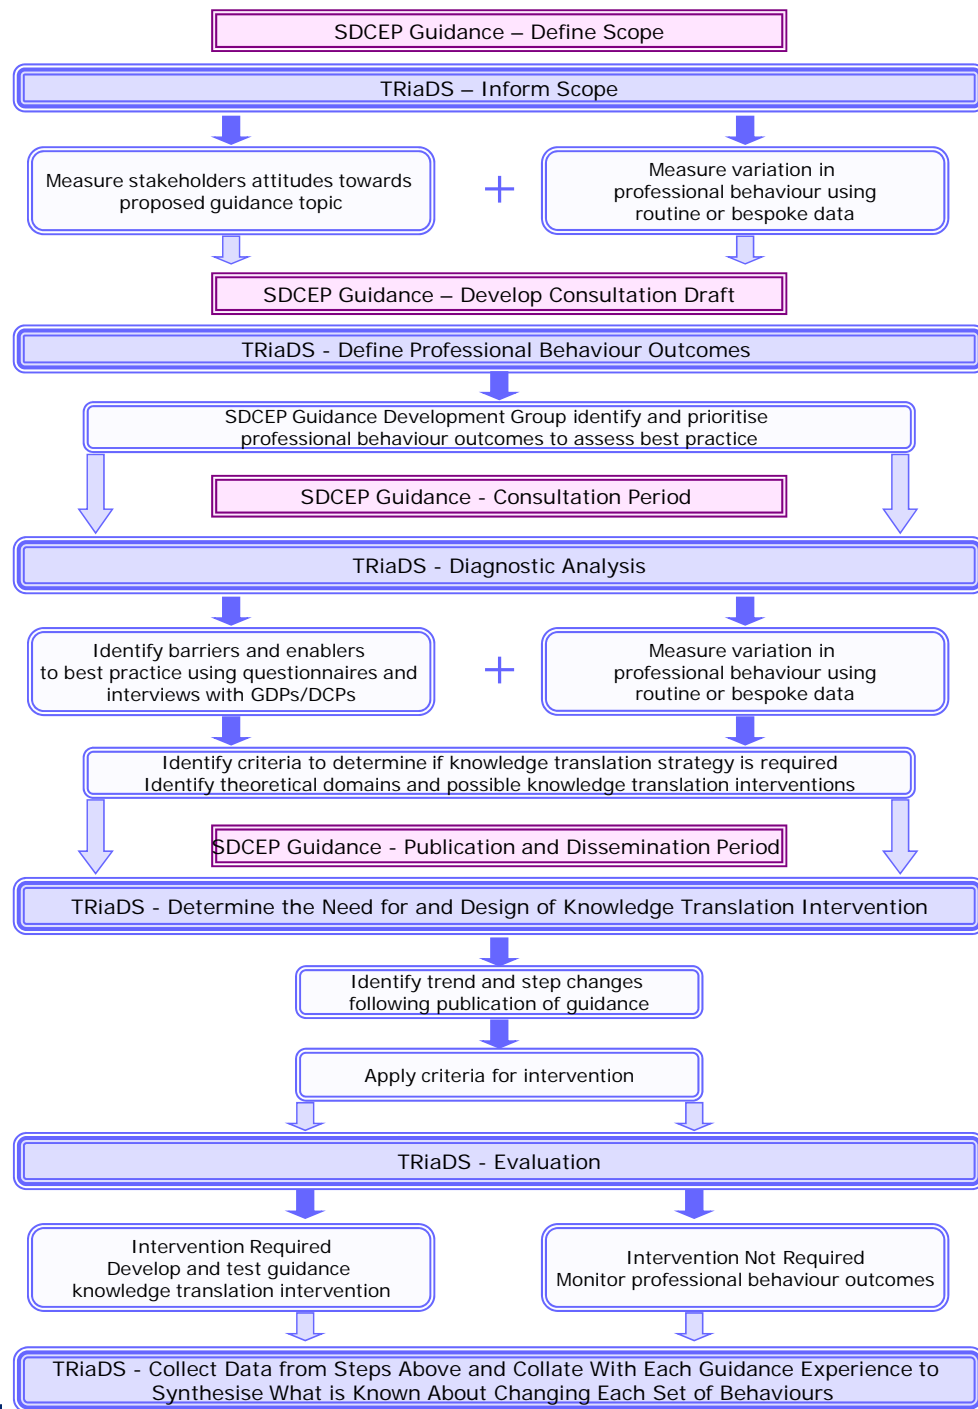 SDCEP Guidance – Define Scope
TRiaDS – Inform Scope
Measure stakeholders attitudes towards
proposed guidance topic
+
Measure variation in
professional behaviour using
routine or bespoke data
SDCEP Guidance – Develop Consultation Draft
TRiaDS - Define Professional Behaviour Outcomes
SDCEP Guidance Development Group identify and prioritise
professional behaviour outcomes to assess best practice
SDCEP Guidance - Consultation Period
TRiaDS - Diagnostic Analysis
Identify barriers and enablers
to best practice using questionnaires and
interviews with GDPs/DCPs
+
Measure variation in
professional behaviour using
routine or bespoke data
Identify criteria to determine if knowledge translation strategy is required
Identify theoretical domains and possible knowledge translation interventions
SDCEP Guidance - Publication and Dissemination Period
TRiaDS - Determine the Need for and Design of Knowledge Translation Intervention
Identify trend and step changes
following publication of guidance
Apply criteria for intervention
TRiaDS - Evaluation
Intervention Required
Develop and test guidance
knowledge translation intervention
Intervention Not Required
Monitor professional behaviour outcomes
TRiaDS - Collect Data from Steps Above and Collate With Each Guidance Experience to
Synthesise What is Known About Changing Each Set of Behaviours